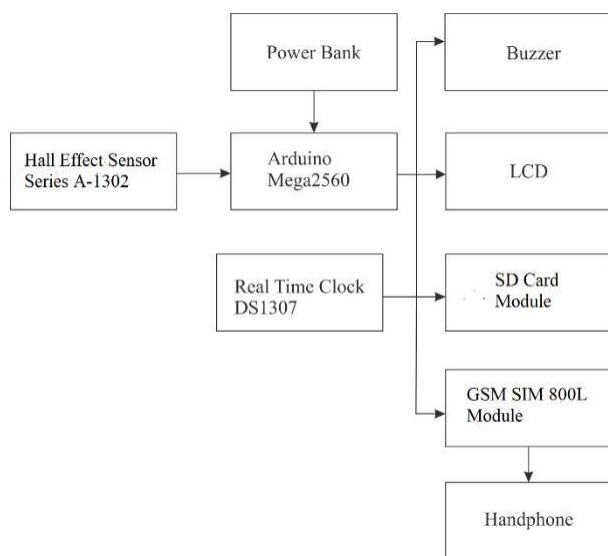 Power Bank
Buzzer
Hall Effect Sensor
Series A-1302
Arduino
Mega2560
LCD
Real Time Clock
DS1307
SD Card
Module
GSM SIM 800L
Module
Handphone